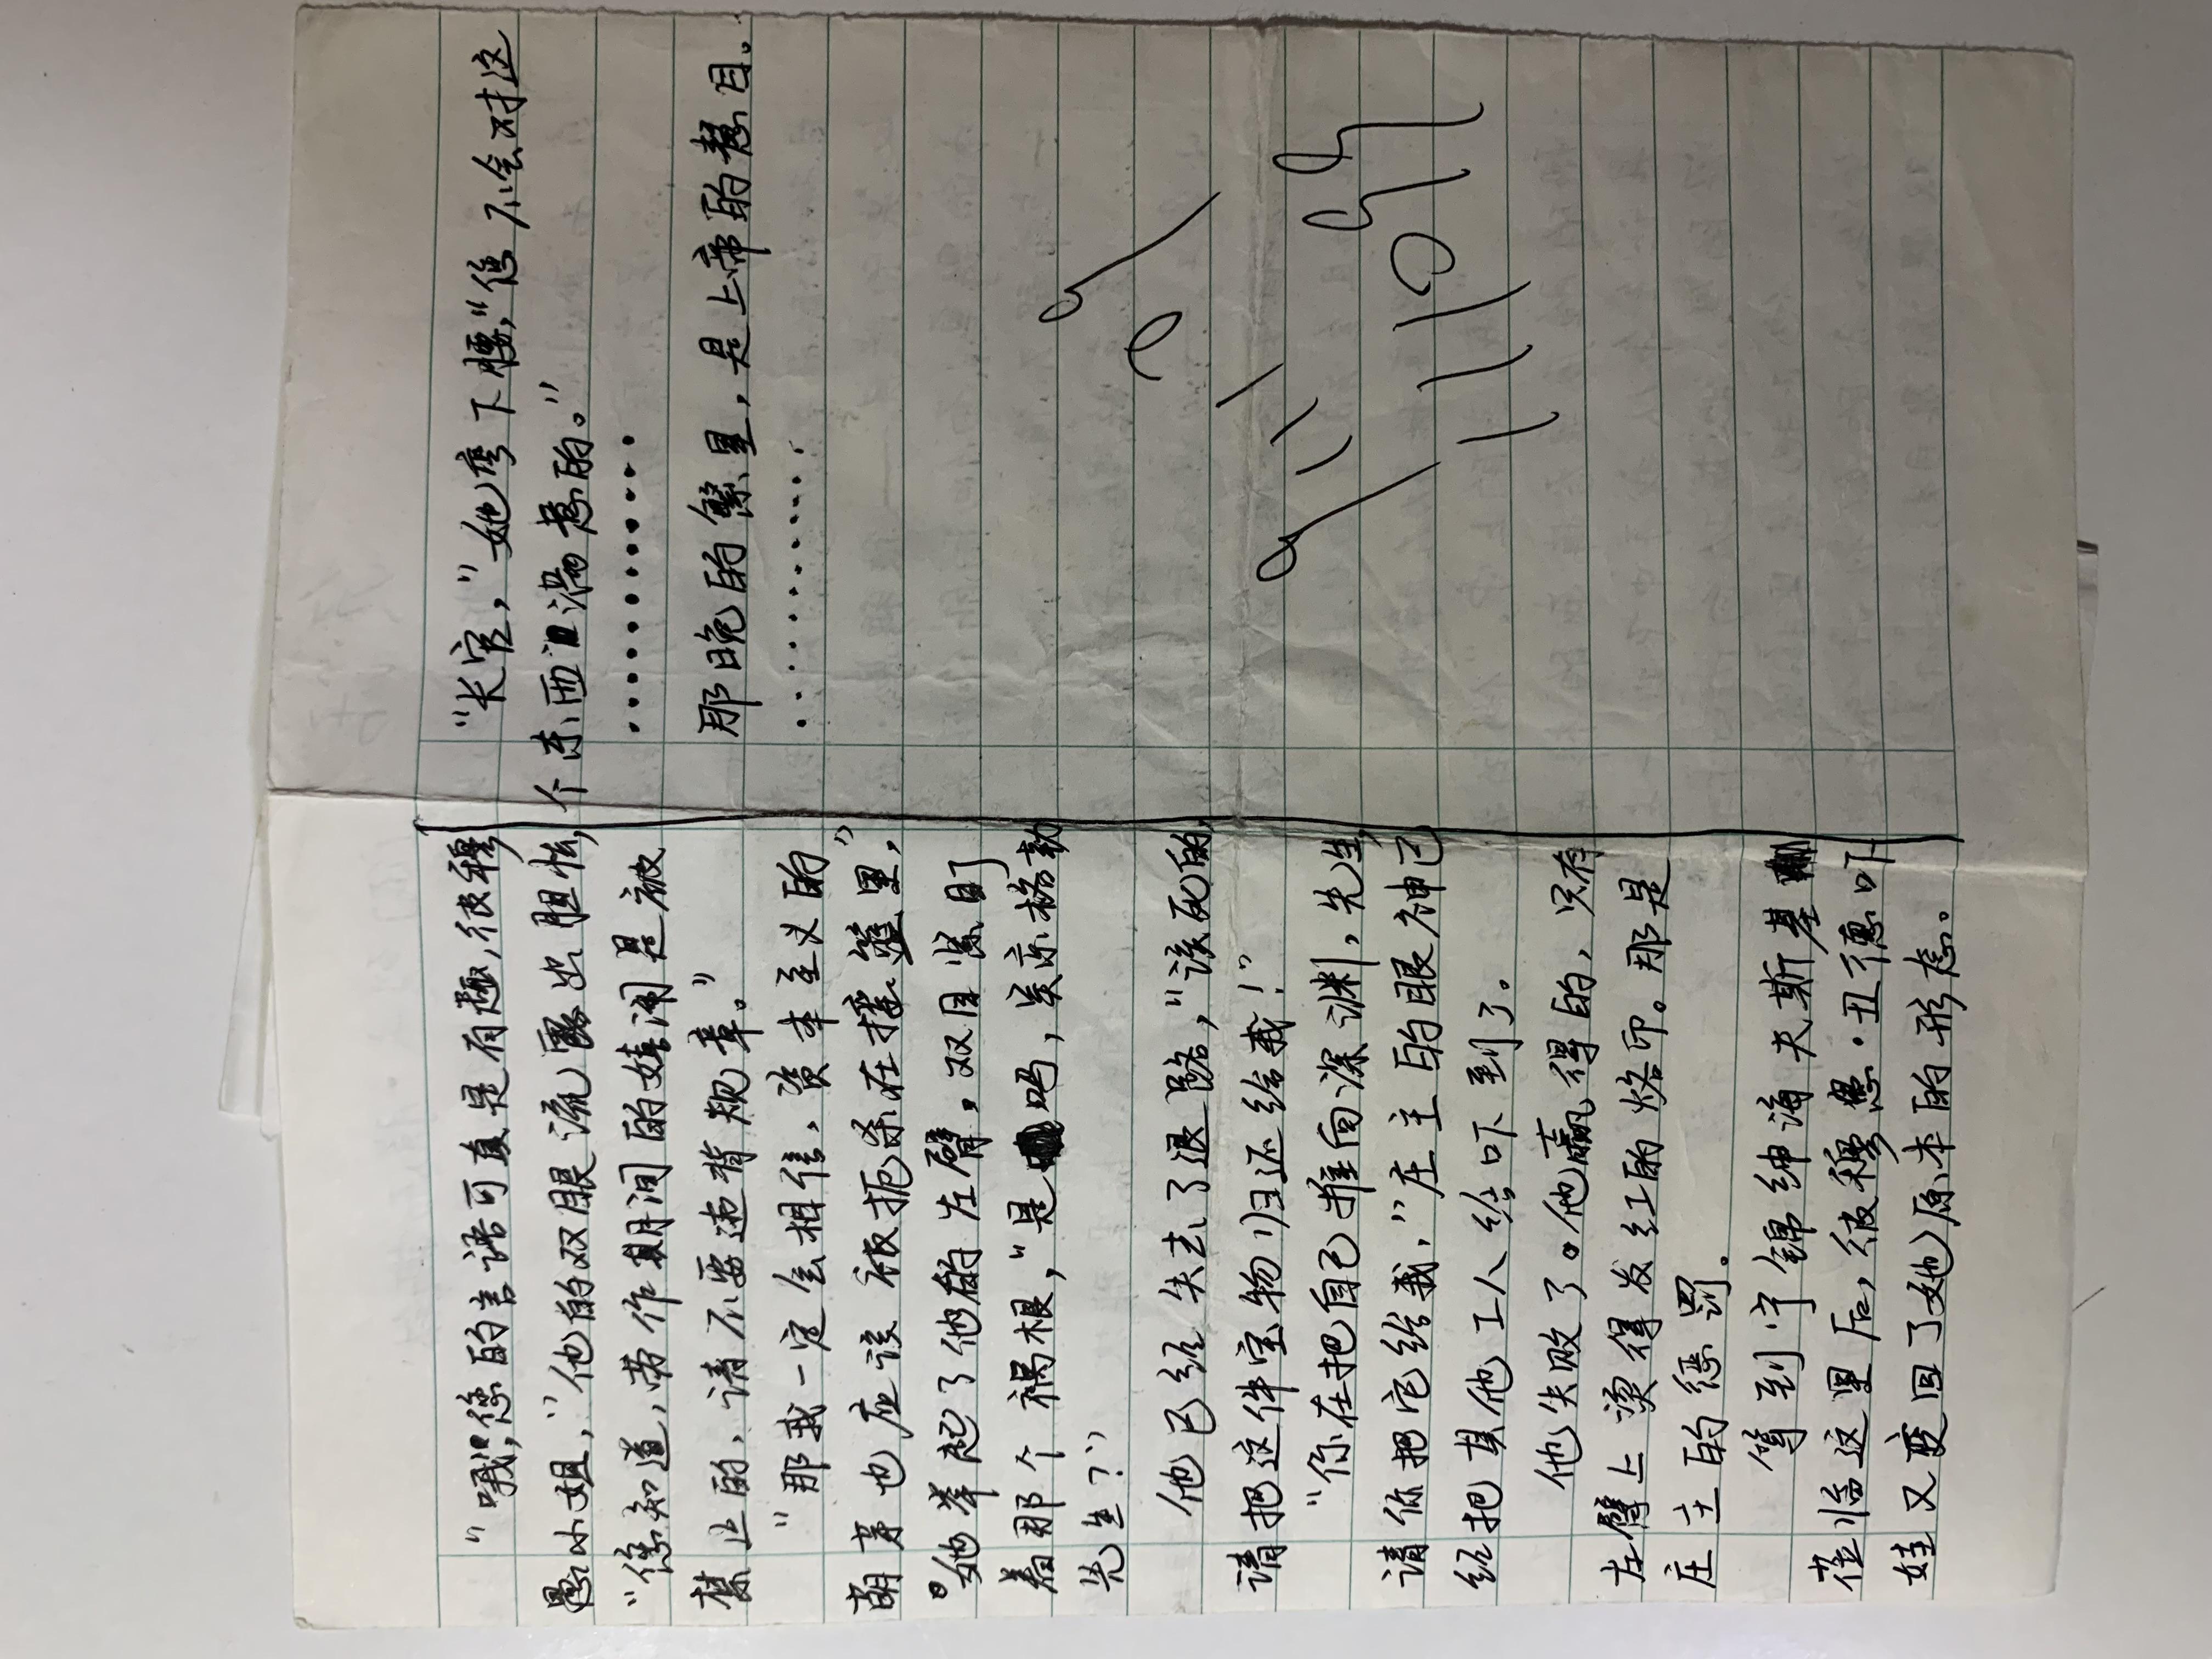 “哦，您的言语可真是有趣，彼穆
愚小姐，”他的双眼流露出胆怯，
“您知道，劳作期间的嬉闹是被
禁止的，请不要违背规章。”
“那我一定会相信，资本主义的
萌芽也应该被扼杀在摇篮里，”
她举起了他的左臂，双目紧盯
着那个祸根，“是吗，吴京格勒
先生？”
他已经失去了退路，“该死的，
请把这件宝物归还给我！”
“你在把自己推向深渊，先生，
请你把它给我，”庄主的眼神已
经把其他工人给吓到了。
他失败了。他赢得的，只有
左臂上烫得发红的烙印。那是
庄主的惩罚。
等到宁锦绅海夫斯基
莅临这里后，彼穆愚·丑德吓
娃又变回了她原本的形态。
“长官，”她弯下腰，“您不会对这
个东西满意的。”
············
那晚的繁星，是上帝的慧目。
············